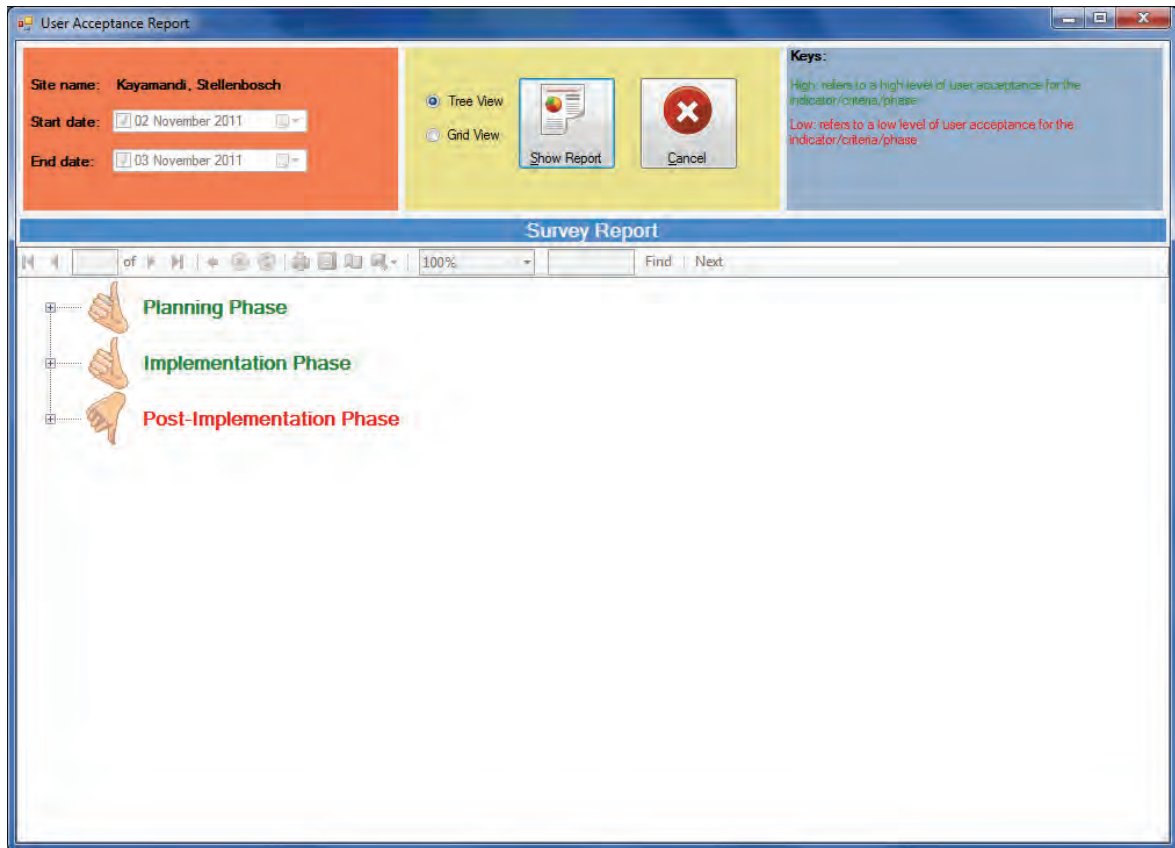 User Acceptance Report
Site name: Kayamandi, Stellenbosch
Start date: 02 November 2011
End date: 03 November 2011
Tree View
Grid View
Show Report
Cancel
Keys:
High: refers to a high level of user acceptance for the
indicator/criteria/phase
Low: refers to a low level of user acceptance for the
indicator/criteria/phase
Survey Report
of
100%
Find | Next
Planning Phase
Implementation Phase
Post-Implementation Phase